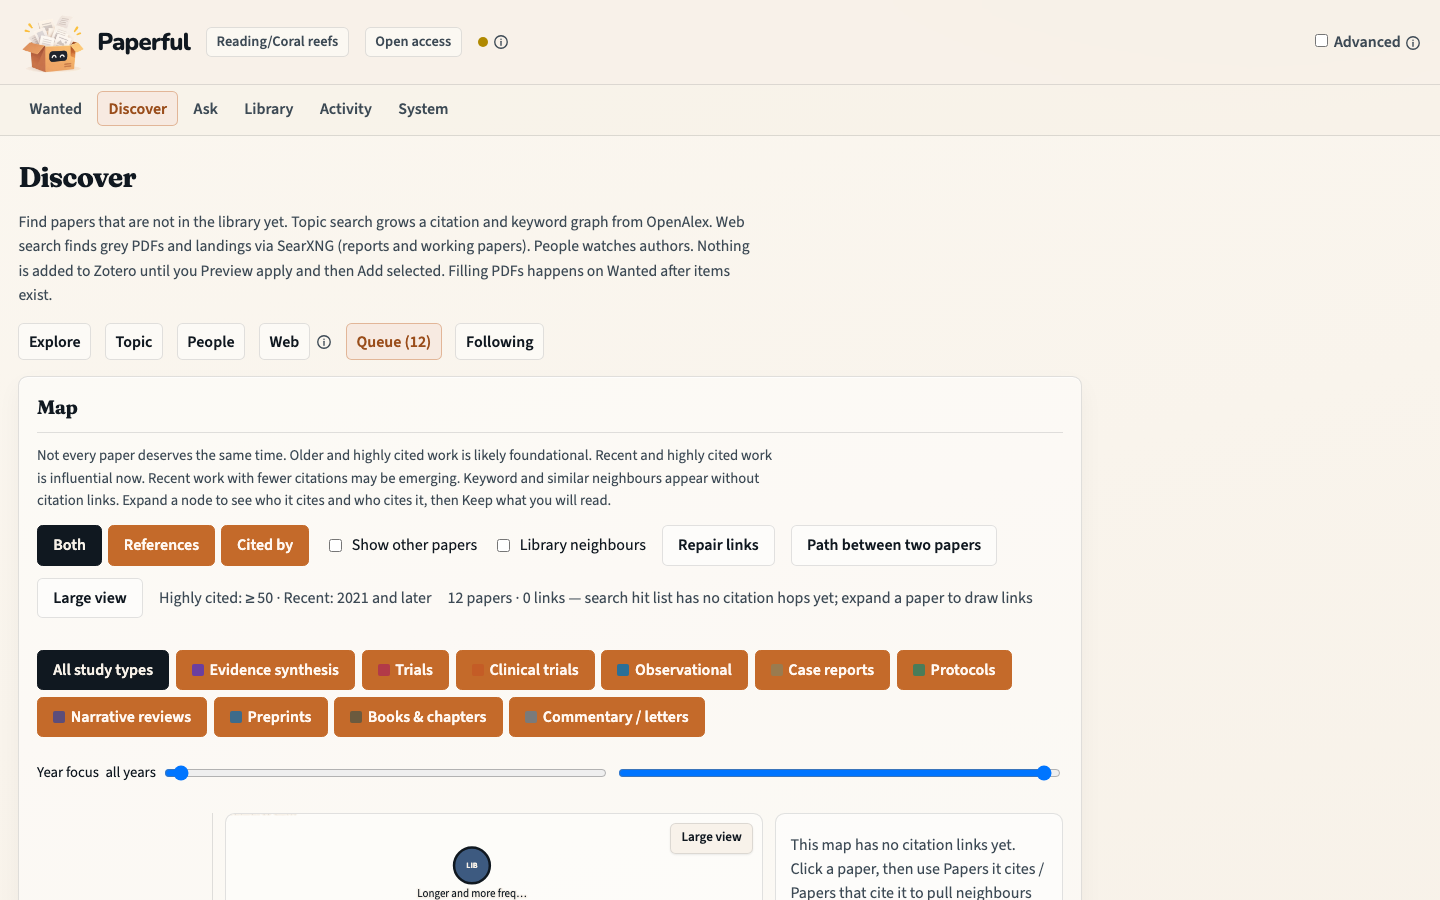 Paperful
Reading/Coral reefs
Open access
Advanced
Wanted
Discover
Ask
Library
Activity
System
Discover
Find papers that are not in the library yet. Topic search grows a citation and keyword graph from OpenAlex. Web
search finds grey PDFs and landings via SearXNG (reports and working papers). People watches authors. Nothing
is added to Zotero until you Preview apply and then Add selected. Filling PDFs happens on Wanted after items
exist.
Explore
Topic
People
Web
Queue (12)
Following
Map
Not every paper deserves the same time. Older and highly cited work is likely foundational. Recent and highly cited work
is influential now. Recent work with fewer citations may be emerging. Keyword and similar neighbours appear without
citation links. Expand a node to see who it cites and who cites it, then Keep what you will read.
Both
References
Cited by
Show other papers
Library neighbours
Repair links
Path between two papers
Large view
Highly cited: ≥ 50 · Recent: 2021 and later
12 papers · 0 links — search hit list has no citation hops yet; expand a paper to draw links
All study types
Evidence synthesis
Trials
Clinical trials
Observational
Case reports
Protocols
Narrative reviews
Preprints
Books & chapters
Commentary / letters
Year focus all years
Large view
LIB
Longer and more freq…
This map has no citation links yet.
Click a paper, then use Papers it cites /
Papers that cite it to pull neighbours